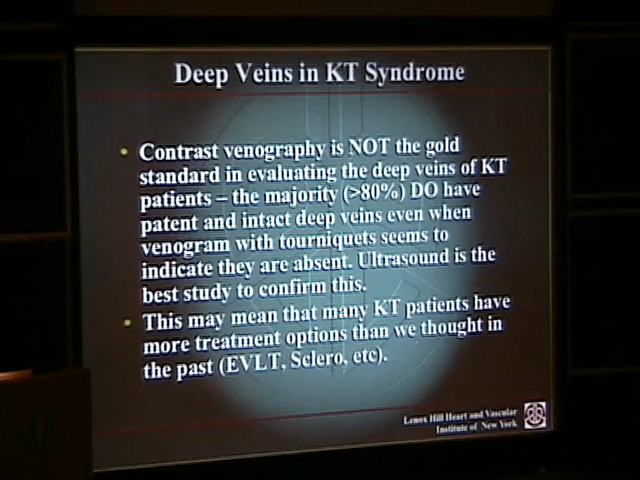 Deep Veins in KT Syndrome
• Contrast venography is NOT the gold
standard in evaluating the deep veins of KT
patients – the majority (>80%) DO have
patent and intact deep veins even when
venogram with tourniquets seems to
indicate they are absent. Ultrasound is the
best study to confirm this.
• This may mean that many KT patients have
more treatment options than we thought in
the past (EVLT, Sclero, etc).
Lenox Hill Heart and Vascular
Institute of New York